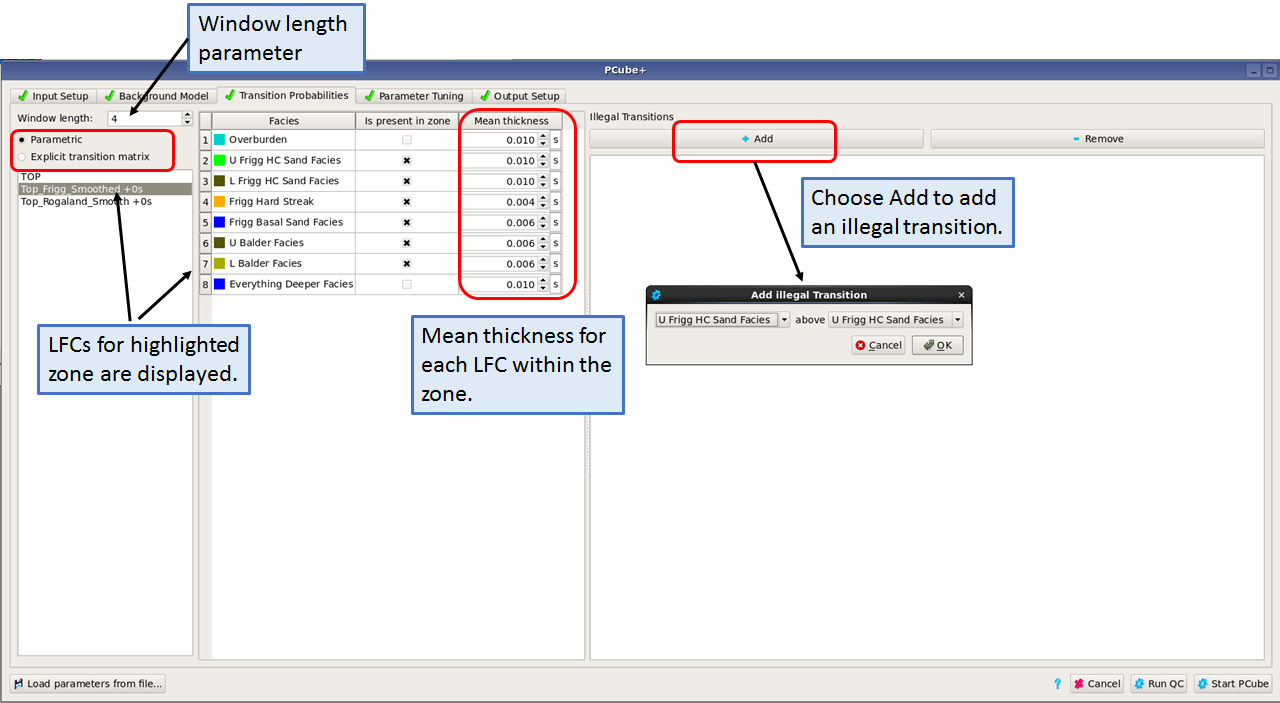 Window length
parameter
PCube+
Input Setup
Background Model
Transition Probabilities
Parameter Tuning
Output Setup
Window length: 4
Parametric
Explicit transition matrix
TOP
Top_Frigg_Smoothed +0s
Top_Rogaland_Smooth +0s
Facies Is present in zone Mean thickness
1 Overburden 0.010 s
2 U Frigg HC Sand Facies 0.010 s
3 L Frigg HC Sand Facies 0.010 s
4 Frigg Hard Streak 0.004 s
5 Frigg Basal Sand Facies 0.006 s
6 U Balder Facies 0.006 s
7 L Balder Facies 0.006 s
8 Everything Deeper Facies 0.010 s
Illegal Transitions
Add
Remove
Choose Add to add
an illegal transition.
Add illegal Transition
U Frigg HC Sand Facies above U Frigg HC Sand Facies
Cancel OK
LFCs for highlighted
zone are displayed.
Mean thickness for
each LFC within the
zone.
Load parameters from file...
? Cancel Run QC Start PCube